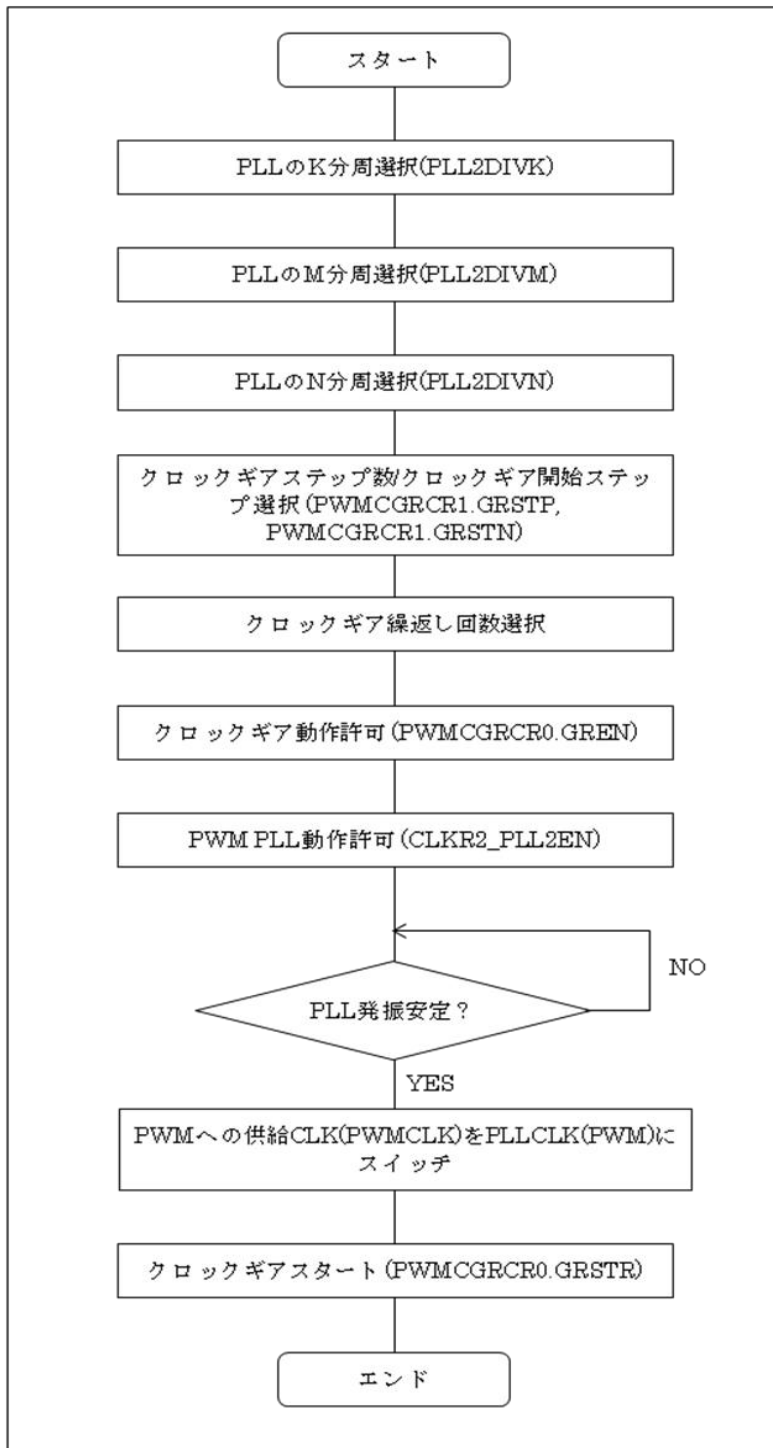 スタート
PLLのK分周選択(PLL2DIVK)
PLLのM分周選択(PLL2DIVM)
PLLのN分周選択(PLL2DIVN)
クロックギアステップ数/クロックギア開始ステッ
プ選択(PWMCGRCR1.GRSTP,
PWMCGRCR1.GRSTN)
クロックギア繰返し回数選択
クロックギア動作許可(PWMCGRCR0.GREN)
PWM PLL動作許可(CLKR2_PLL2EN)
NO
PLL発振安定？
YES
PWMへの供給CLK(PWMCLK)をPLLCLK(PWM)に
スイッチ
クロックギアスタート(PWMCGRCR0.GRSTR)
エンド